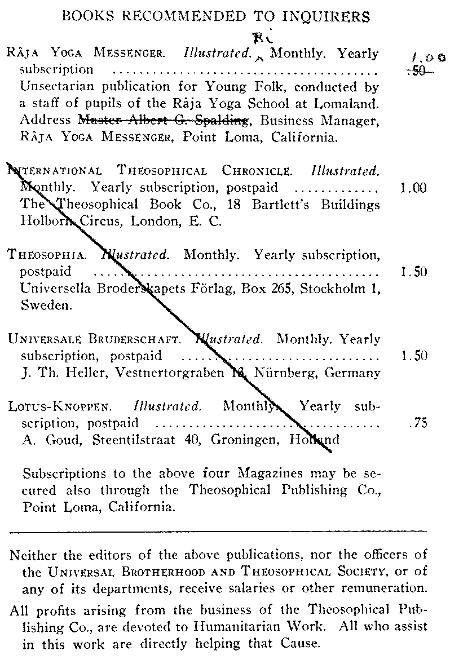 BOOKS RECOMMENDED TO INQUIRERS
Bi
RÂJA YOGA MESSENGER. Illustrated. ^ Monthly. Yearly
1.00
subscription ........................................ .50
Unsectarian publication for Young Folk, conducted by
a staff of pupils of the Râja Yoga School at Lomaland.
Address Master Albert G. Spalding, Business Manager,
RÂJA YOGA MESSENGER, Point Loma, California.
INTERNATIONAL THEOSOPHICAL CHRONICLE. Illustrated.
Monthly. Yearly subscription, postpaid ............. 1.00
The Theosophical Book Co., 18 Bartlett's Buildings
Holborn Circus, London, E. C.
THEOSOPHIA. Illustrated. Monthly. Yearly subscription,
postpaid ........................................... 1.50
Universella Broderskapets Förlag, Box 265, Stockholm 1,
Sweden.
UNIVERSALE BRUDERSCHAFT. Illustrated. Monthly. Yearly
subscription, postpaid ............................. 1.50
J. Th. Heller, Vestnertorgraben 13, Nürnberg, Germany
LOTUS-KNOPPEN. Illustrated. Monthly. Yearly sub-
scription, postpaid ................................ .75
A. Goud, Steentilstraat 40, Groningen, Holland
Subscriptions to the above four Magazines may be se-
cured also through the Theosophical Publishing Co.,
Point Loma, California.
Neither the editors of the above publications, nor the officers of
the UNIVERSAL BROTHERHOOD AND THEOSOPHICAL SOCIETY, or of
any of its departments, receive salaries or other remuneration.
All profits arising from the business of the Theosophical Pub-
lishing Co., are devoted to Humanitarian Work. All who assist
in this work are directly helping that Cause.